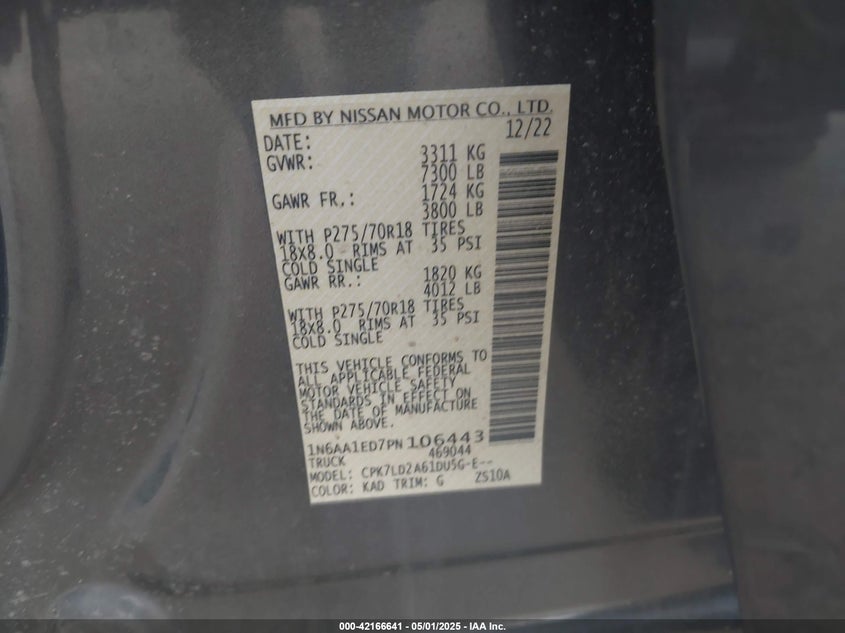 MFD BY NISSAN MOTOR CO., LTD.
DATE: 12/22
GVWR: 3311 KG
7300 LB
GAWR FR.: 1724 KG
3800 LB
WITH P275/70R18 TIRES
18X8.0 RIMS AT 35 PSI
COLD SINGLE
GAWR RR.: 1820 KG
4012 LB
WITH P275/70R18 TIRES
18X8.0 RIMS AT 35 PSI
COLD SINGLE
THIS VEHICLE CONFORMS TO
ALL APPLICABLE FEDERAL
MOTOR VEHICLE SAFETY
STANDARDS IN EFFECT ON
THE DATE OF MANUFACTURE
SHOWN ABOVE.
1N6AA1ED7PN106443
TRUCK 469044
MODEL: CPK7LD2A61DU5G-E--
COLOR: KAD TRIM: G ZS10A
000-42166641 - 05/01/2025 - IAA Inc.